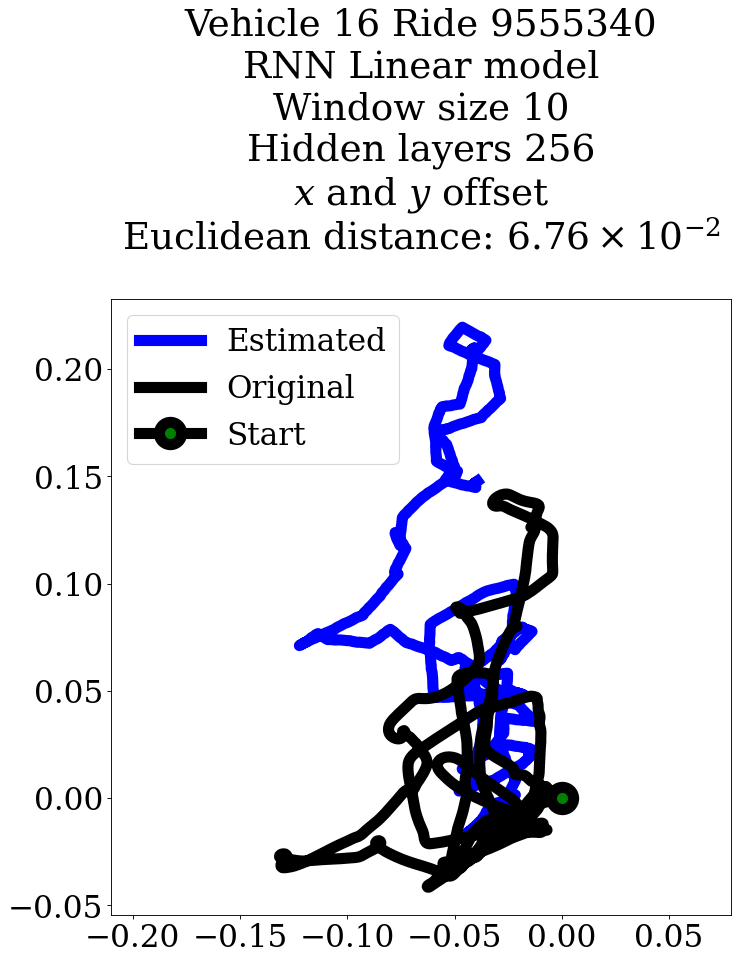 Vehicle 16 Ride 9555340
RNN Linear model
Window size 10
Hidden layers 256
x and y offset
Euclidean distance: 6.76 × 10⁻²
Estimated
Original
Start
0.20
0.15
0.10
0.05
0.00
−0.05
−0.20 −0.15 −0.10 −0.05 0.00 0.05